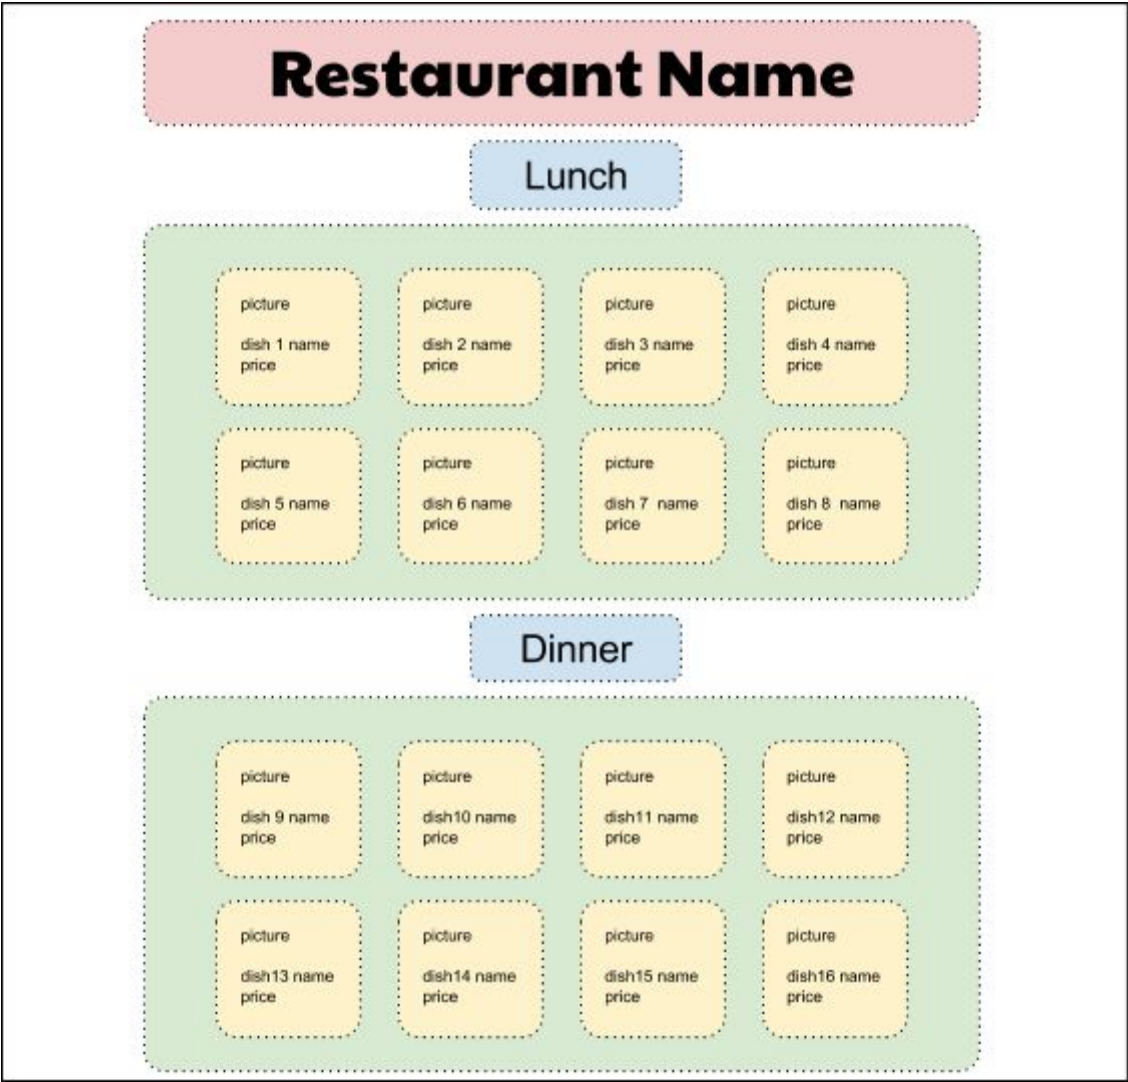 Restaurant Name
Lunch
picture
dish 1 name
price
picture
dish 2 name
price
picture
dish 3 name
price
picture
dish 4 name
price
picture
dish 5 name
price
picture
dish 6 name
price
picture
dish 7  name
price
picture
dish 8  name
price
Dinner
picture
dish 9 name
price
picture
dish10 name
price
picture
dish11 name
price
picture
dish12 name
price
picture
dish13 name
price
picture
dish14 name
price
picture
dish15 name
price
picture
dish16 name
price